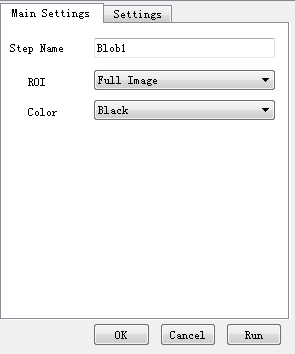 Main Settings Settings
Step Name Blob1
ROI Full Image
Color Black
OK Cancel Run